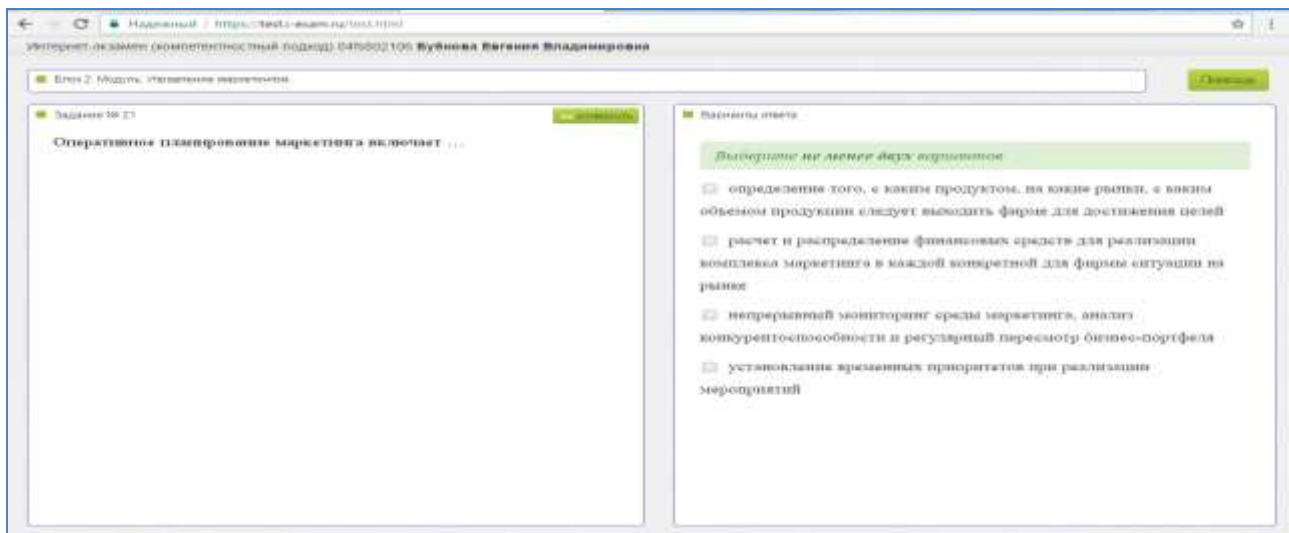 Надежный https://test.i-exam.ru/test.html
Интернет-экзамен (компетентностный подход) Бубнова Евгения Владимировна
Блок 2. Модуль: Управление маркетингом
Задание № 21
Варианты ответа
Оперативное планирование маркетинга включает …
Выберите не менее двух вариантов
определение того, с каким продуктом, на какие рынки, с каким
объемом продукции следует выходить фирме для достижения целей
расчет и распределение финансовых средств для реализации
комплекса маркетинга в каждой конкретной для фирмы ситуации на
рынке
непрерывный мониторинг среды маркетинга, анализ
конкурентоспособности и регулярный пересмотр бизнес-портфеля
установление временных приоритетов при реализации
мероприятий